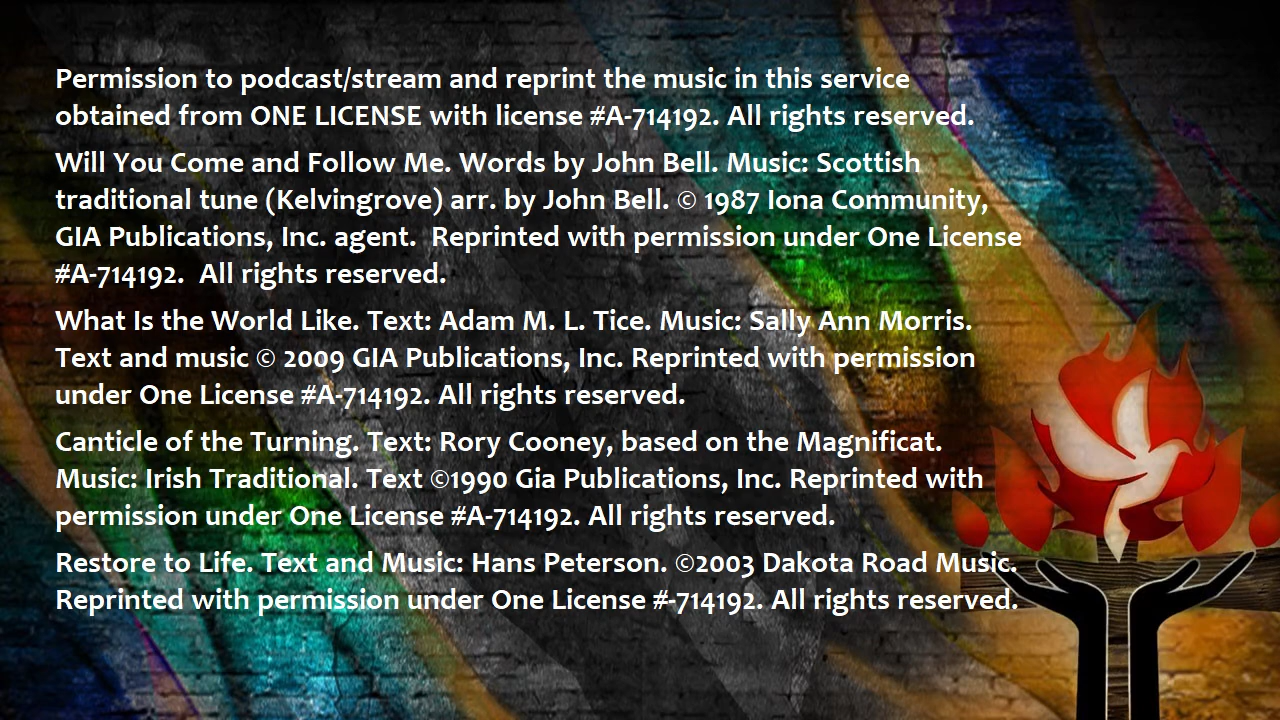 Permission to podcast/stream and reprint the music in this service
obtained from ONE LICENSE with license #A-714192. All rights reserved.
Will You Come and Follow Me. Words by John Bell. Music: Scottish
traditional tune (Kelvingrove) arr. by John Bell. © 1987 Iona Community,
GIA Publications, Inc. agent.  Reprinted with permission under One License
#A-714192.  All rights reserved.
What Is the World Like. Text: Adam M. L. Tice. Music: Sally Ann Morris.
Text and music © 2009 GIA Publications, Inc. Reprinted with permission
under One License #A-714192. All rights reserved.
Canticle of the Turning. Text: Rory Cooney, based on the Magnificat.
Music: Irish Traditional. Text ©1990 Gia Publications, Inc. Reprinted with
permission under One License #A-714192. All rights reserved.
Restore to Life. Text and Music: Hans Peterson. ©2003 Dakota Road Music.
Reprinted with permission under One License #-714192. All rights reserved.